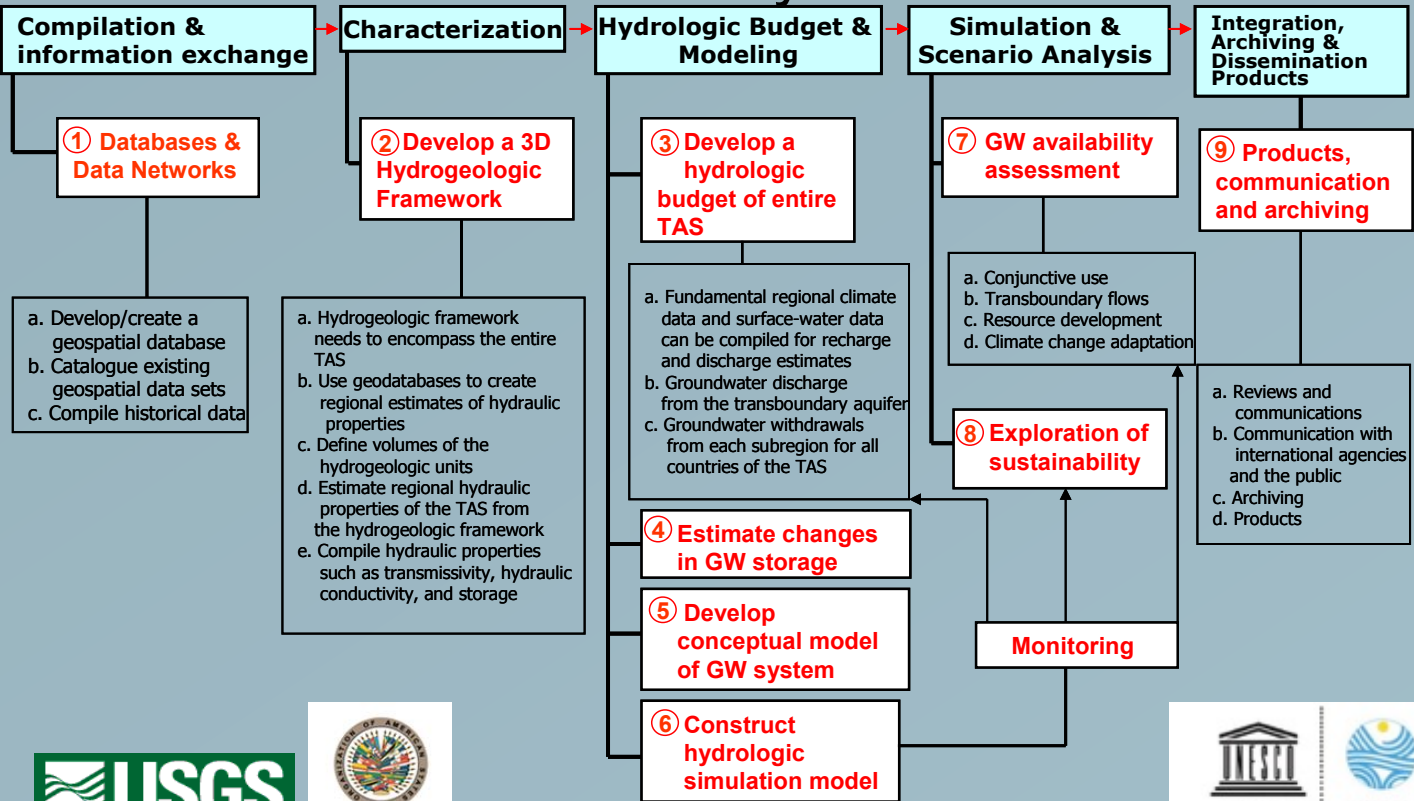 Compilation &
information exchange
Characterization
Hydrologic Budget &
Modeling
Simulation &
Scenario Analysis
Integration,
Archiving &
Dissemination
Products
1 Databases &
Data Networks
a. Develop/create a
geospatial database
b. Catalogue existing
geospatial data sets
c. Compile historical data
2 Develop a 3D
Hydrogeologic
Framework
a. Hydrogeologic framework
needs to encompass the entire
TAS
b. Use geodatabases to create
regional estimates of hydraulic
properties
c. Define volumes of the
hydrogeologic units
d. Estimate regional hydraulic
properties of the TAS from
the hydrogeologic framework
e. Compile hydraulic properties
such as transmissivity, hydraulic
conductivity, and storage
3 Develop a
hydrologic
budget of entire
TAS
a. Fundamental regional climate
data and surface-water data
can be compiled for recharge
and discharge estimates
b. Groundwater discharge
from the transboundary aquifer
c. Groundwater withdrawals
from each subregion for all
countries of the TAS
4 Estimate changes
in GW storage
5 Develop
conceptual model
of GW system
6 Construct
hydrologic
simulation model
7 GW availability
assessment
a. Conjunctive use
b. Transboundary flows
c. Resource development
d. Climate change adaptation
8 Exploration of
sustainability
Monitoring
9 Products,
communication
and archiving
a. Reviews and
communications
b. Communication with
international agencies
and the public
c. Archiving
d. Products
USGS
ORGANIZATION OF AMERICAN STATES
UNESCO